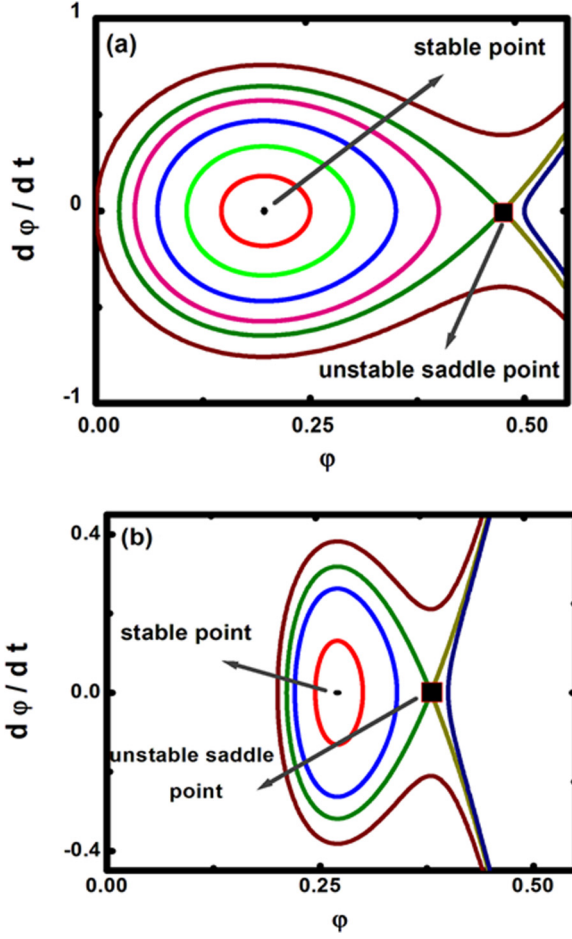 1
(a)
stable point
0
d φ / d t
unstable saddle point
-1
0.00
0.25
0.50
φ
0.4
(b)
stable point
0.0
d φ / d t
unstable saddle
point
-0.4
0.00
0.25
0.50
φ